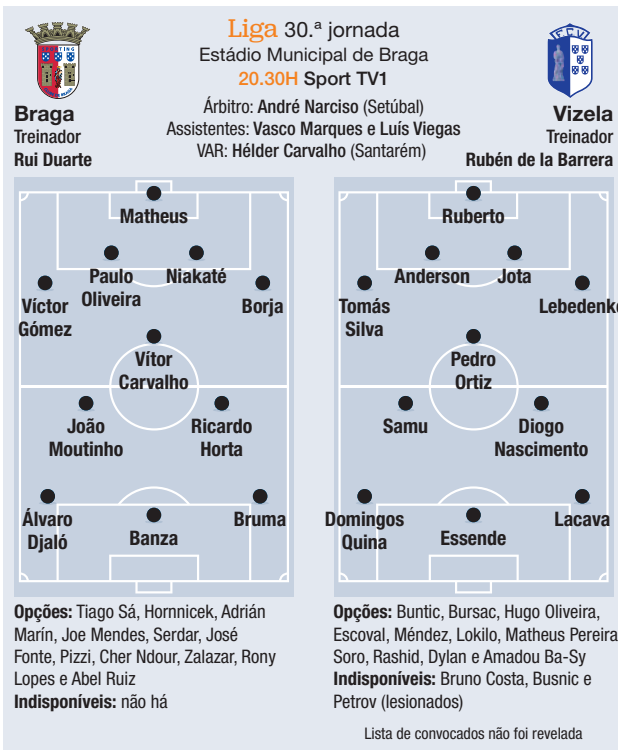 Liga 30.ª jornada
Estádio Municipal de Braga
20.30H Sport TV1
Árbitro: André Narciso (Setúbal)
Assistentes: Vasco Marques e Luís Viegas
VAR: Hélder Carvalho (Santarém)
Braga
Treinador
Rui Duarte
Vizela
Treinador
Rubén de la Barrera
Matheus
Paulo
Oliveira
Niakaté
Víctor
Gómez
Borja
Vítor
Carvalho
João
Moutinho
Ricardo
Horta
Álvaro
Djaló
Banza
Bruma
Opções: Tiago Sá, Hornnicek, Adrián
Marín, Joe Mendes, Serdar, José
Fonte, Pizzi, Cher Ndour, Zalazar, Rony
Lopes e Abel Ruiz
Indisponíveis: não há
Ruberto
Anderson
Jota
Tomás
Silva
Lebedenko
Pedro
Ortiz
Samu
Diogo
Nascimento
Domingos
Quina
Essende
Lacava
Opções: Buntic, Bursac, Hugo Oliveira,
Escoval, Méndez, Lokilo, Matheus Pereira
Soro, Rashid, Dylan e Amadou Ba-Sy
Indisponíveis: Bruno Costa, Busnic e
Petrov (lesionados)
Lista de convocados não foi revelada